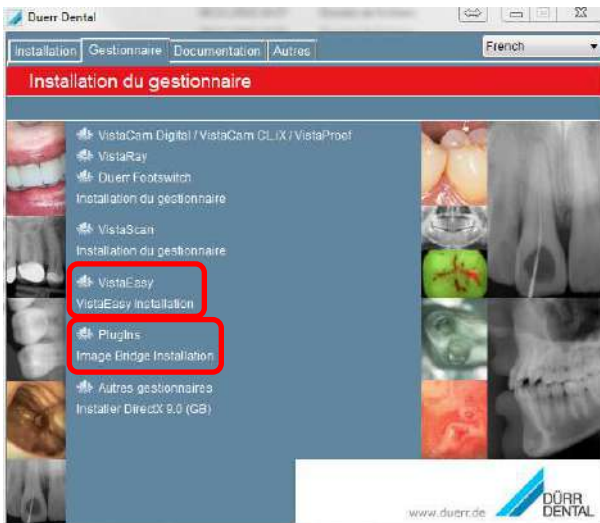 Duerr Dental
Installation Gestionnaire Documentation Autres French
Installation du gestionnaire
VistaCam Digital / VistaCam CL.iX / VistaProof
VistaRay
Duerr Footswitch
Installation du gestionnaire
VistaScan
Installation du gestionnaire
VistaEasy
VistaEasy Installation
PlugIns
Image Bridge Installation
Autres gestionnaires
Installer DirectX 9.0 (GB)
www.duerr.de
DÜRR
DENTAL